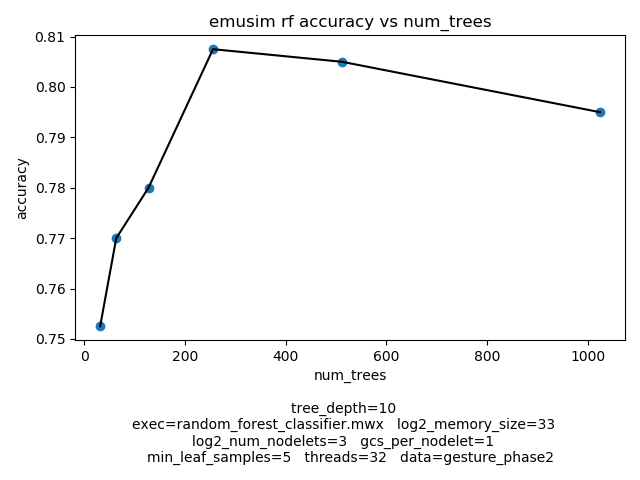 emusim rf accuracy vs num_trees
0.81
0.80
0.79
0.78
0.77
0.76
0.75
accuracy
0 200 400 600 800 1000
num_trees
tree_depth=10
exec=random_forest_classifier.mwx log2_memory_size=33
log2_num_nodelets=3 gcs_per_nodelet=1
min_leaf_samples=5 threads=32 data=gesture_phase2